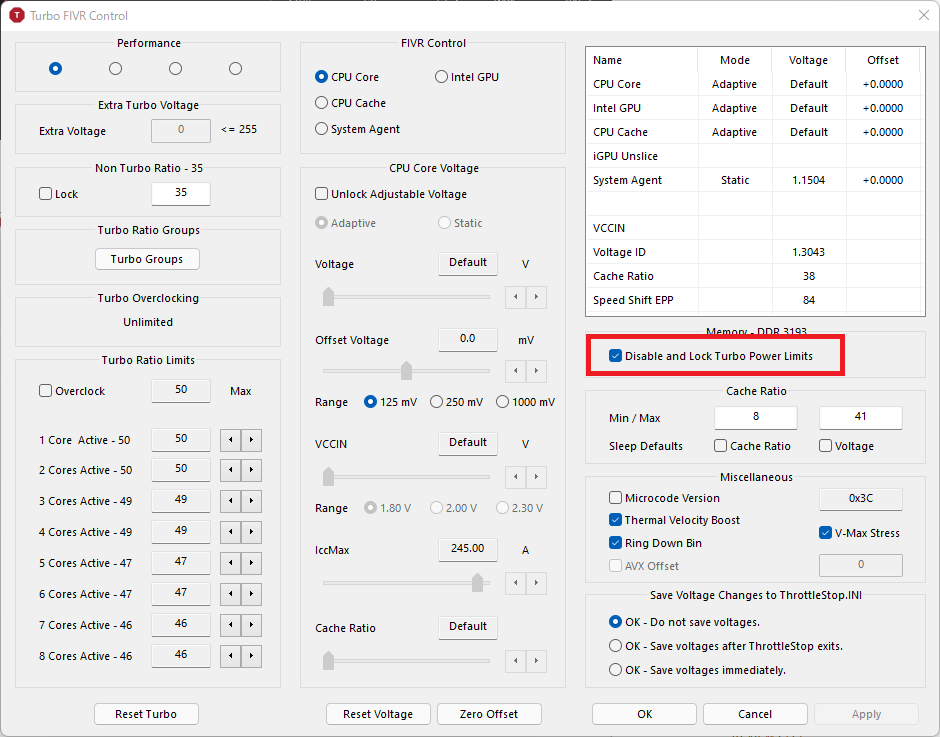 Turbo FIVR Control
Performance
Extra Turbo Voltage
Extra Voltage 0 <= 255
Non Turbo Ratio - 35
Lock 35
Turbo Ratio Groups
Turbo Groups
Turbo Overclocking
Unlimited
Turbo Ratio Limits
Overclock 50 Max
1 Core Active - 50 50
2 Cores Active - 50 50
3 Cores Active - 49 49
4 Cores Active - 49 49
5 Cores Active - 47 47
6 Cores Active - 47 47
7 Cores Active - 46 46
8 Cores Active - 46 46
Reset Turbo
FIVR Control
CPU Core Intel GPU
CPU Cache
System Agent
CPU Core Voltage
Unlock Adjustable Voltage
Adaptive Static
Voltage Default V
Offset Voltage 0.0 mV
Range 125 mV 250 mV 1000 mV
VCCIN Default V
Range 1.80 V 2.00 V 2.30 V
IccMax 245.00 A
Cache Ratio Default
Reset Voltage Zero Offset
Name Mode Voltage Offset
CPU Core Adaptive Default +0.0000
Intel GPU Adaptive Default +0.0000
CPU Cache Adaptive Default +0.0000
iGPU Unslice
System Agent Static 1.1504 +0.0000
VCCIN
Voltage ID 1.3043
Cache Ratio 38
Speed Shift EPP 84
Memory - DDR 3193
Disable and Lock Turbo Power Limits
Cache Ratio
Min / Max 8 41
Sleep Defaults Cache Ratio Voltage
Miscellaneous
Microcode Version 0x3C
Thermal Velocity Boost
V-Max Stress
Ring Down Bin
AVX Offset 0
Save Voltage Changes to ThrottleStop.INI
OK - Do not save voltages.
OK - Save voltages after ThrottleStop exits.
OK - Save voltages immediately.
OK Cancel Apply